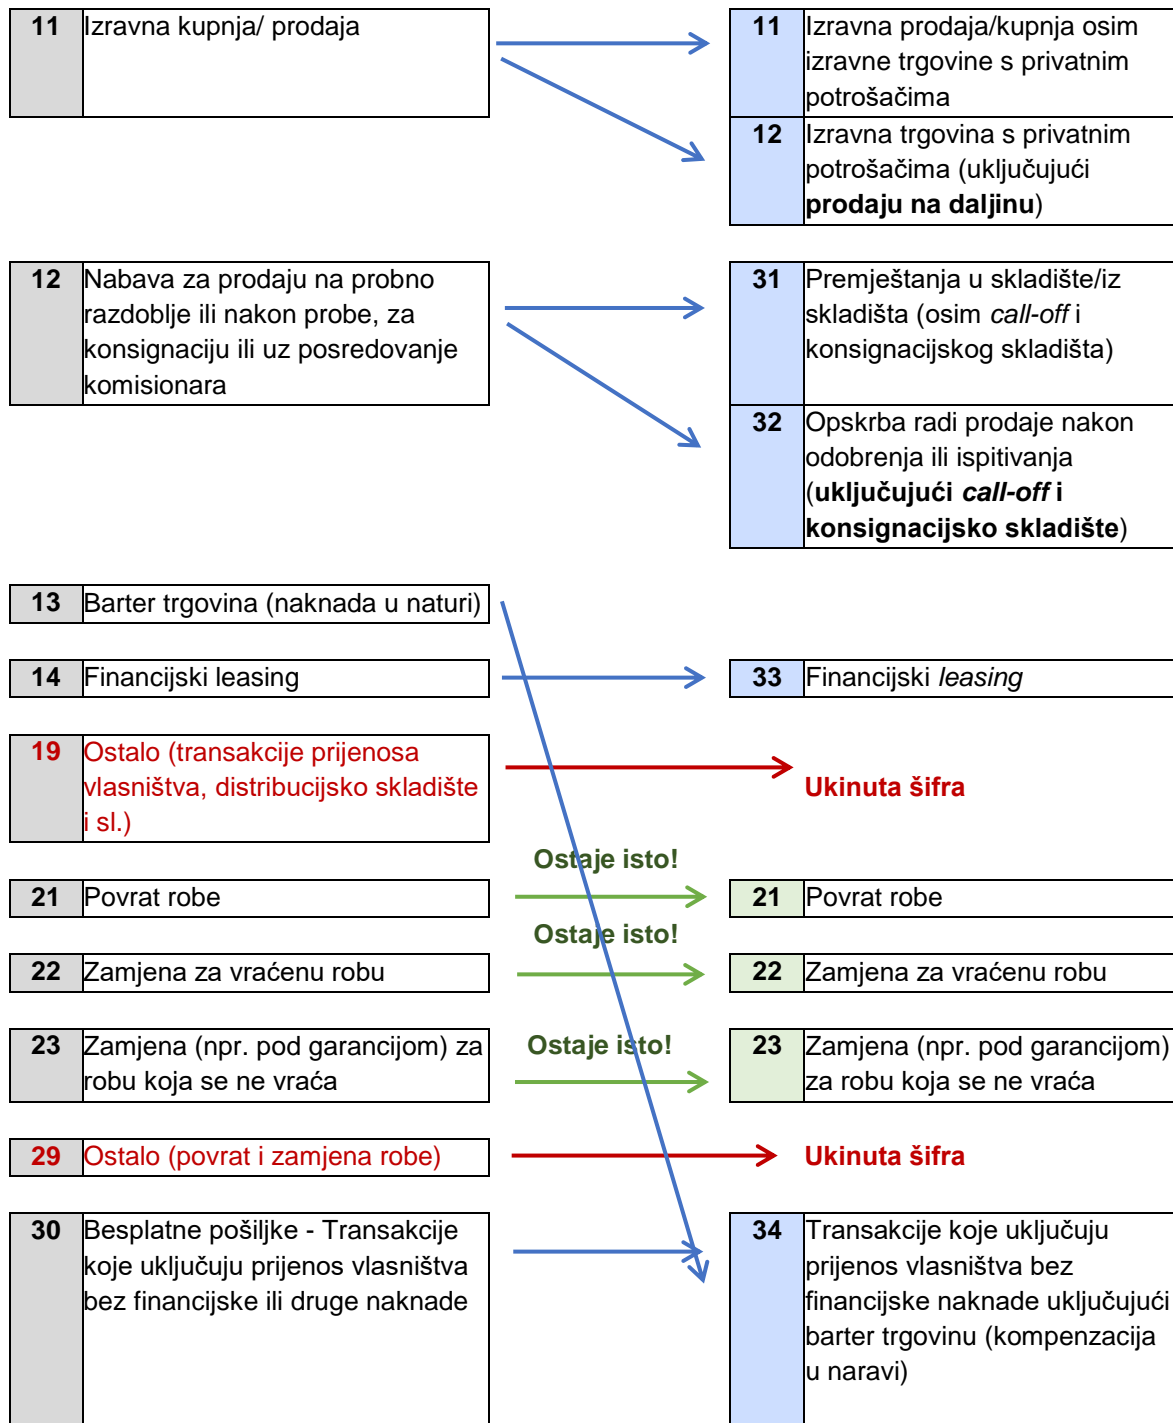 11 Izravna kupnja/ prodaja
11 Izravna prodaja/kupnja osim
izravne trgovine s privatnim
potrošačima
12 Izravna trgovina s privatnim
potrošačima (uključujući
prodaju na daljinu)
12 Nabava za prodaju na probno
razdoblje ili nakon probe, za
konsignaciju ili uz posredovanje
komisionara
31 Premještanja u skladište/iz
skladišta (osim call-off i
konsignacijskog skladišta)
32 Opskrba radi prodaje nakon
odobrenja ili ispitivanja
(uključujući call-off i
konsignacijsko skladište)
13 Barter trgovina (naknada u naturi)
14 Financijski leasing
33 Financijski leasing
19 Ostalo (transakcije prijenosa
vlasništva, distribucijsko skladište
i sl.)
Ukinuta šifra
Ostaje isto!
21 Povrat robe
21 Povrat robe
Ostaje isto!
22 Zamjena za vraćenu robu
22 Zamjena za vraćenu robu
23 Zamjena (npr. pod garancijom) za
robu koja se ne vraća
Ostaje isto!
23 Zamjena (npr. pod garancijom)
za robu koja se ne vraća
29 Ostalo (povrat i zamjena robe)
Ukinuta šifra
30 Besplatne pošiljke - Transakcije
koje uključuju prijenos vlasništva
bez financijske ili druge naknade
34 Transakcije koje uključuju
prijenos vlasništva bez
financijske naknade uključujući
barter trgovinu (kompenzacija
u naravi)